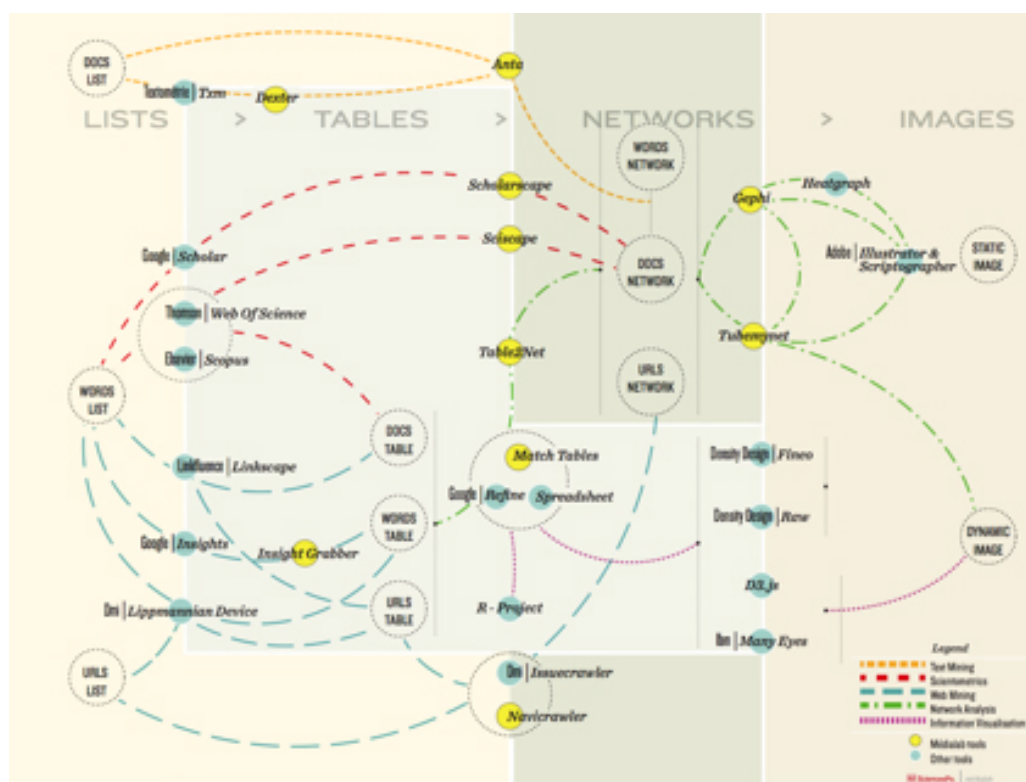 DOCS
LIST
Textometrie | Txm
Dexter
Anta
LISTS > TABLES > NETWORKS > IMAGES
WORDS
NETWORK
Scholarscape
Gephi
Heatgraph
Google | Scholar
Sciscape
DOCS
NETWORK
Adobe | Illustrator &
Scriptographer
STATIC
IMAGE
Thomson | Web Of Science
Elsevier | Scopus
Table2Net
Tubemynet
URLS
NETWORK
WORDS
LIST
DOCS
TABLE
Match Tables
Density Design | Fineo
Linkfluence | Linkscape
Google | Refine
Spreadsheet
WORDS
TABLE
Density Design | Raw
DYNAMIC
IMAGE
Google | Insights
Insight Grabber
Dmi | Lippmannian Device
URLS
TABLE
R - Project
D3.js
Ibm | Many Eyes
URLS
LIST
Dmi | Issuecrawler
Navicrawler
Legend
Text Mining
Scientometrics
Web Mining
Network Analysis
Information Visualisation
Médialab tools
Other tools